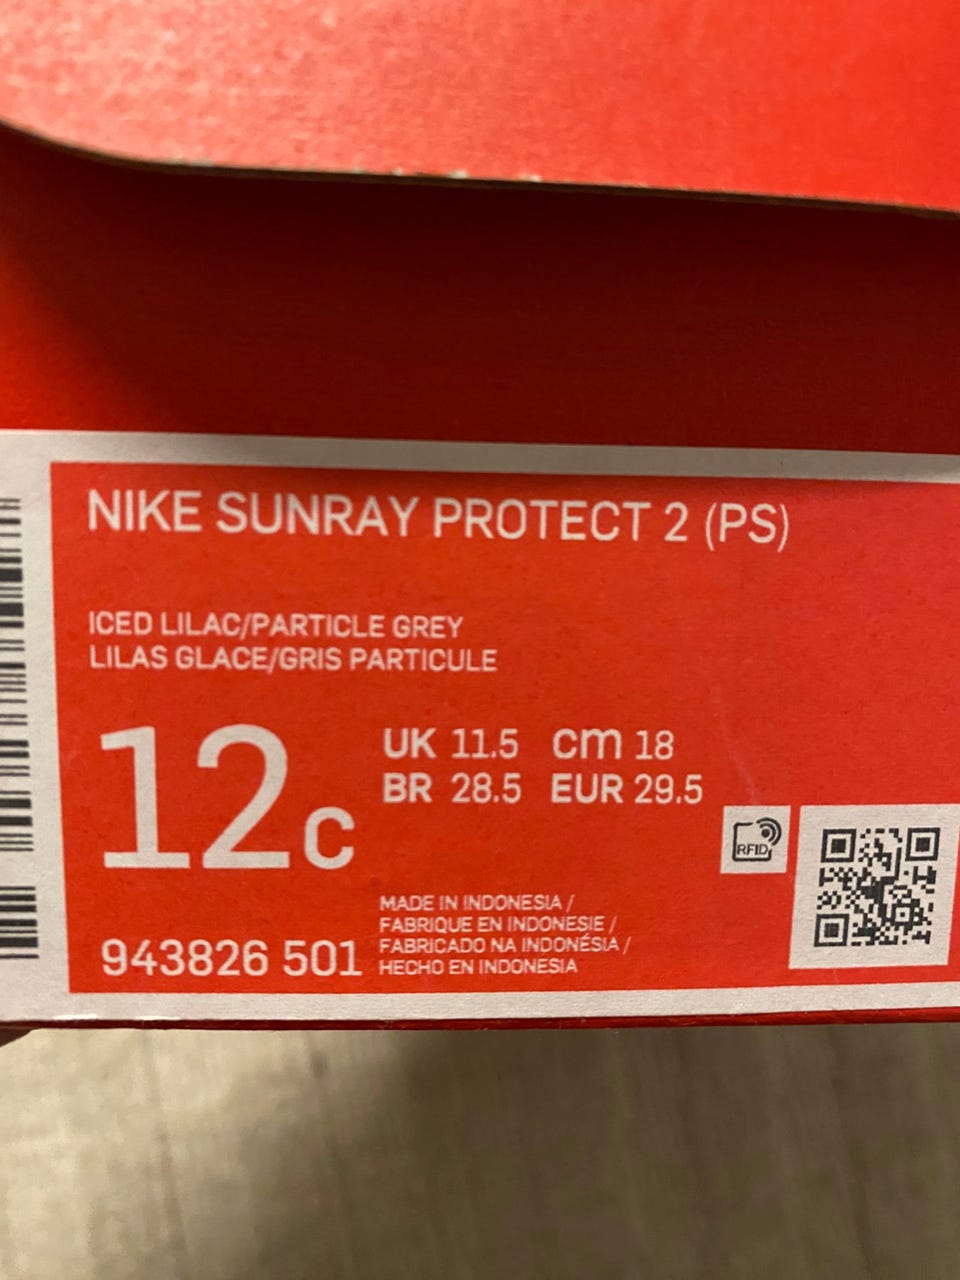 NIKE SUNRAY PROTECT 2 (PS)
ICED LILAC/PARTICLE GREY
LILAS GLACE/GRIS PARTICULE
12c
UK 11.5 cm 18
BR 28.5 EUR 29.5
RFID
943826 501
MADE IN INDONESIA /
FABRIQUE EN INDONESIE /
FABRICADO NA INDONÉSIA /
HECHO EN INDONESIA